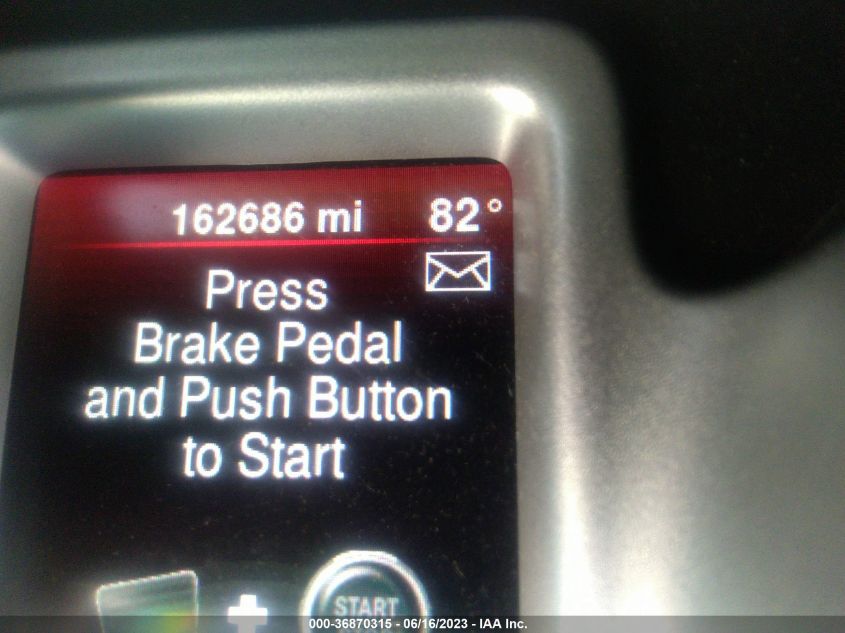 162686 mi 82°
Press
Brake Pedal
and Push Button
to Start
START
000-36870315 - 06/16/2023 - IAA Inc.